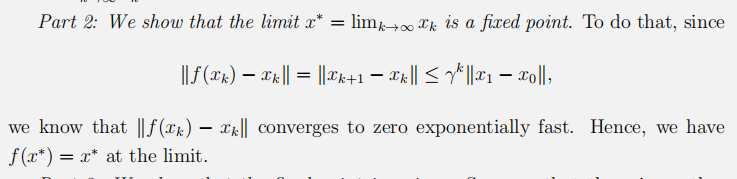 Part 2: We show that the limit x* = lim_{k→∞} x_k is a fixed point. To do that, since
‖f(x_k) − x_k‖ = ‖x_{k+1} − x_k‖ ≤ γ^k‖x_1 − x_0‖,
we know that ‖f(x_k) − x_k‖ converges to zero exponentially fast. Hence, we have
f(x*) = x* at the limit.